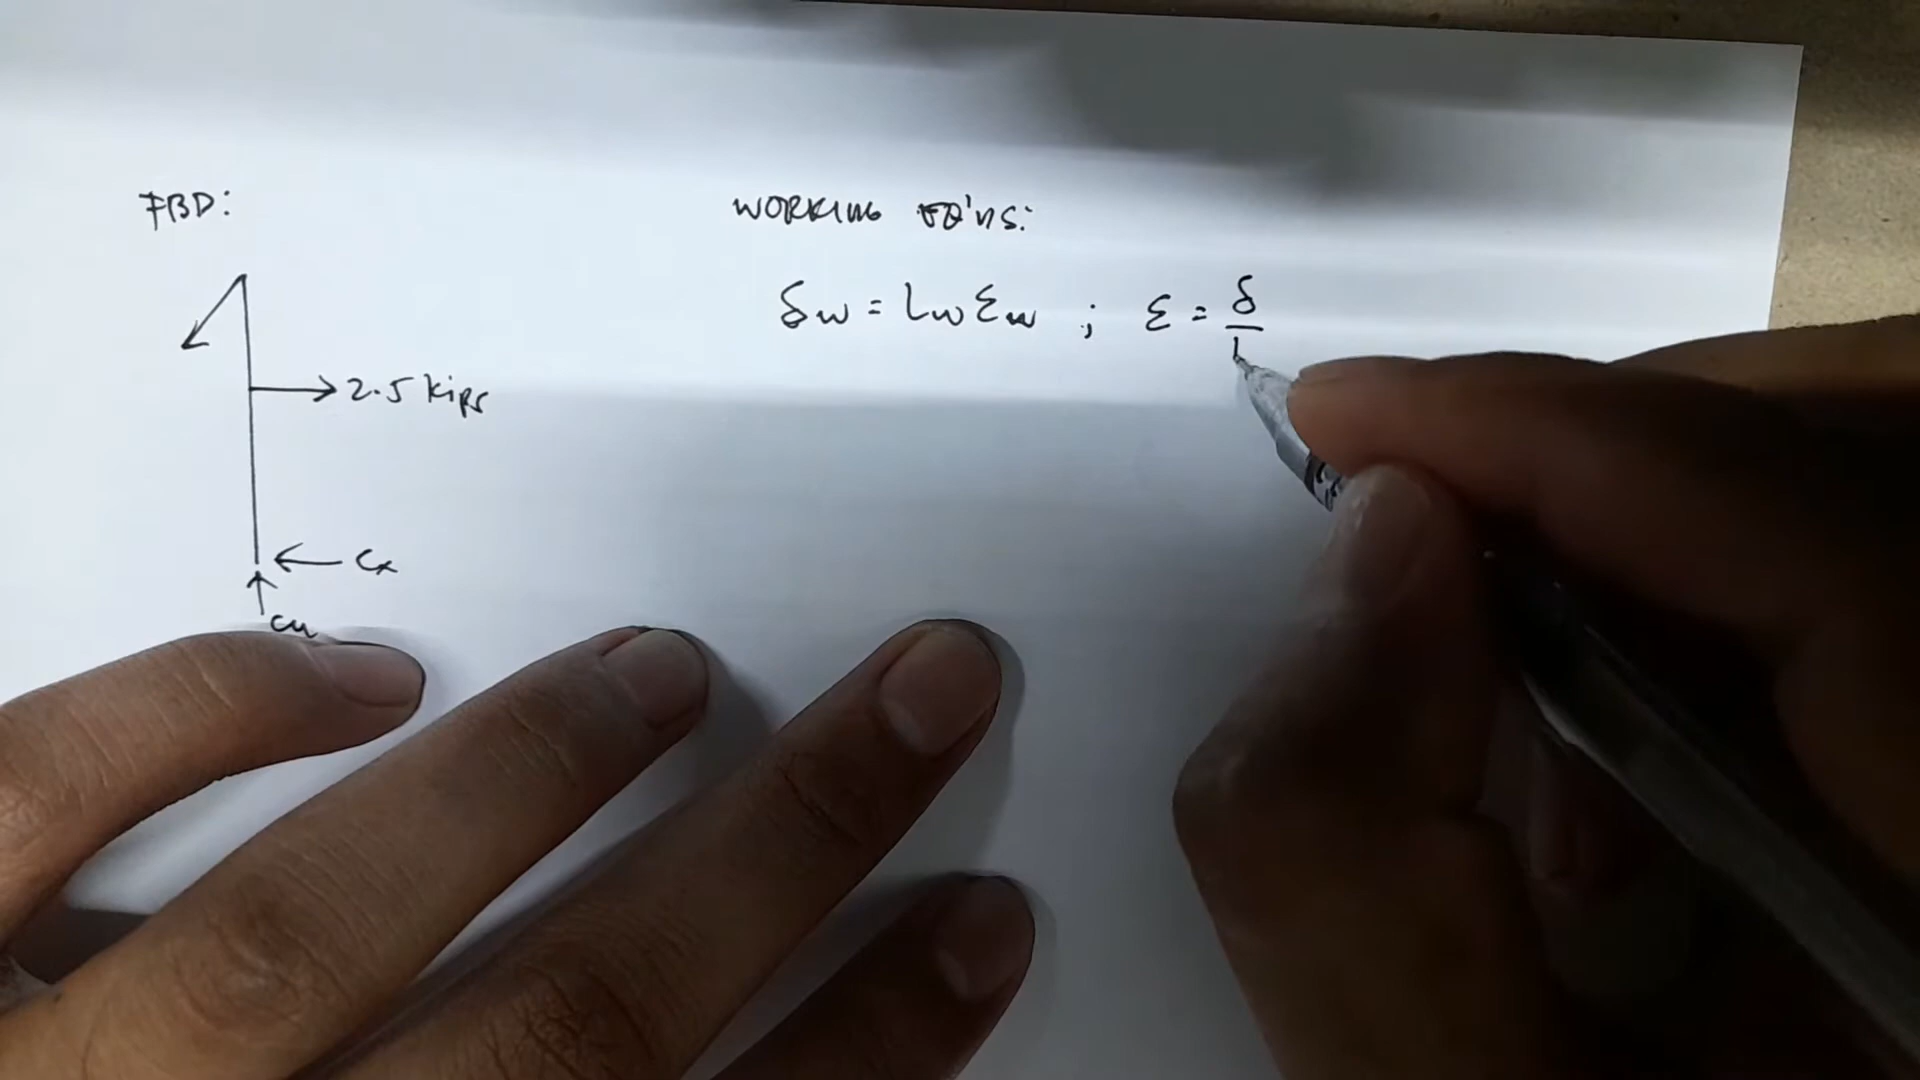 FBD:
WORKING EQ'NS:
δw = Lw εw ; ε = δ
2.5 kips
Cx
Cy